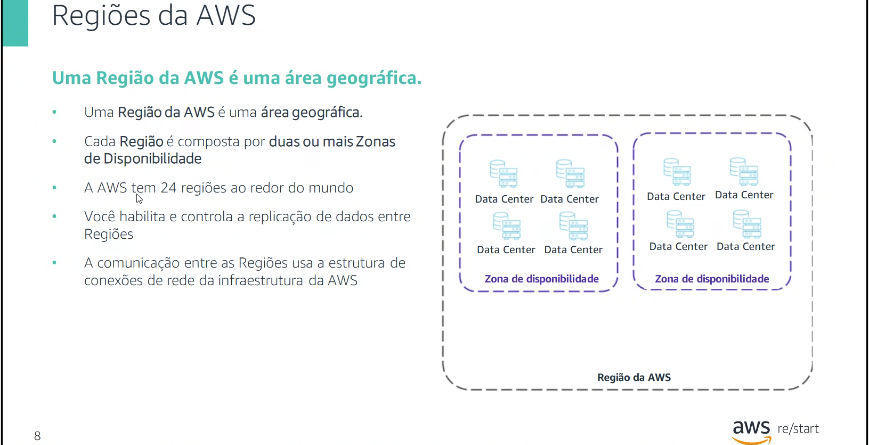 Regiões da AWS
Uma Região da AWS é uma área geográfica.
• Uma Região da AWS é uma área geográfica.
• Cada Região é composta por duas ou mais Zonas
de Disponibilidade
• A AWS tem 24 regiões ao redor do mundo
• Você habilita e controla a replicação de dados entre
Regiões
• A comunicação entre as Regiões usa a estrutura de
conexões de rede da infraestrutura da AWS
Data Center Data Center
Data Center Data Center
Zona de disponibilidade
Data Center Data Center
Data Center Data Center
Zona de disponibilidade
Região da AWS
8
aws re/start